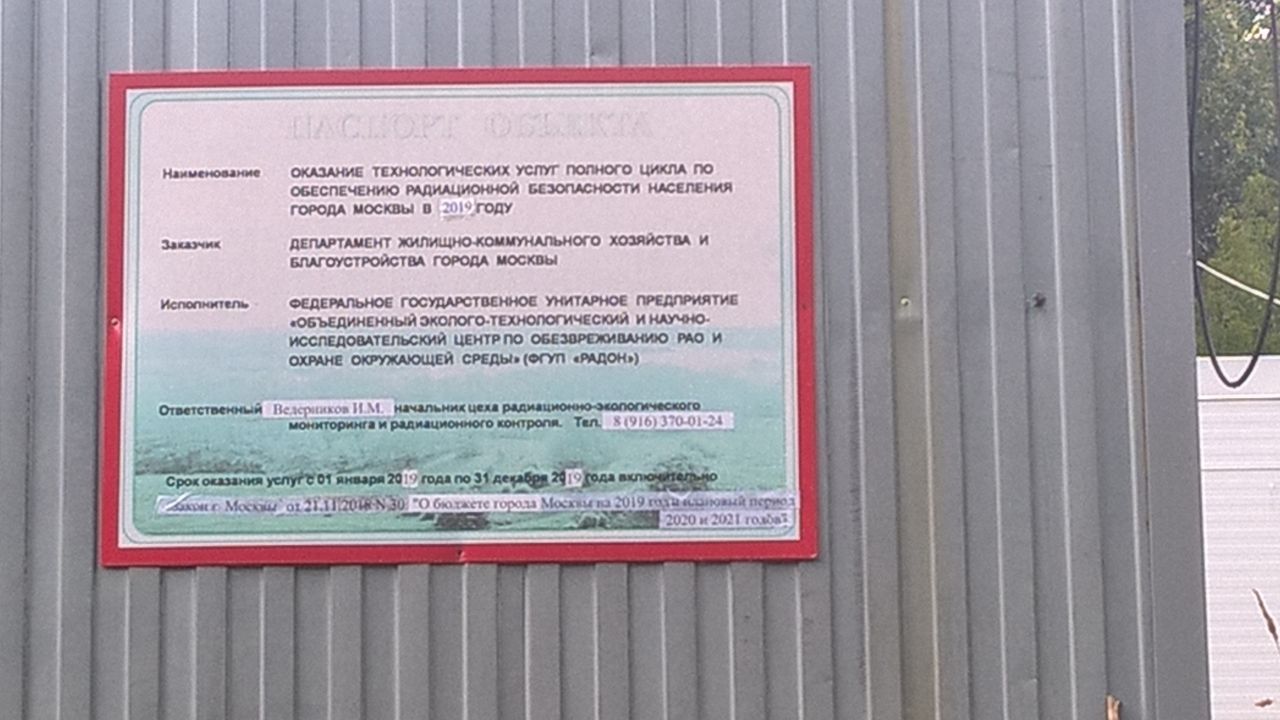 ПАСПОРТ ОБЪЕКТА
Наименование ОКАЗАНИЕ ТЕХНОЛОГИЧЕСКИХ УСЛУГ ПОЛНОГО ЦИКЛА ПО
ОБЕСПЕЧЕНИЮ РАДИАЦИОННОЙ БЕЗОПАСНОСТИ НАСЕЛЕНИЯ
ГОРОДА МОСКВЫ В 2019 ГОДУ
Заказчик ДЕПАРТАМЕНТ ЖИЛИЩНО-КОММУНАЛЬНОГО ХОЗЯЙСТВА И
БЛАГОУСТРОЙСТВА ГОРОДА МОСКВЫ
Исполнитель ФЕДЕРАЛЬНОЕ ГОСУДАРСТВЕННОЕ УНИТАРНОЕ ПРЕДПРИЯТИЕ
«ОБЪЕДИНЕННЫЙ ЭКОЛОГО-ТЕХНОЛОГИЧЕСКИЙ И НАУЧНО-
ИССЛЕДОВАТЕЛЬСКИЙ ЦЕНТР ПО ОБЕЗВРЕЖИВАНИЮ РАО И
ОХРАНЕ ОКРУЖАЮЩЕЙ СРЕДЫ» (ФГУП «РАДОН»)
Ответственный Ведерников И.М. начальник цеха радиационно-экологического
мониторинга и радиационного контроля. Тел. 8 (916) 370-01-24
Срок оказания услуг с 01 января 2019 года по 31 декабря 2019 года включительно
Закон г. Москвы от 21.11.2018 N 30 "О бюджете города Москвы на 2019 год и плановый период
2020 и 2021 годов"